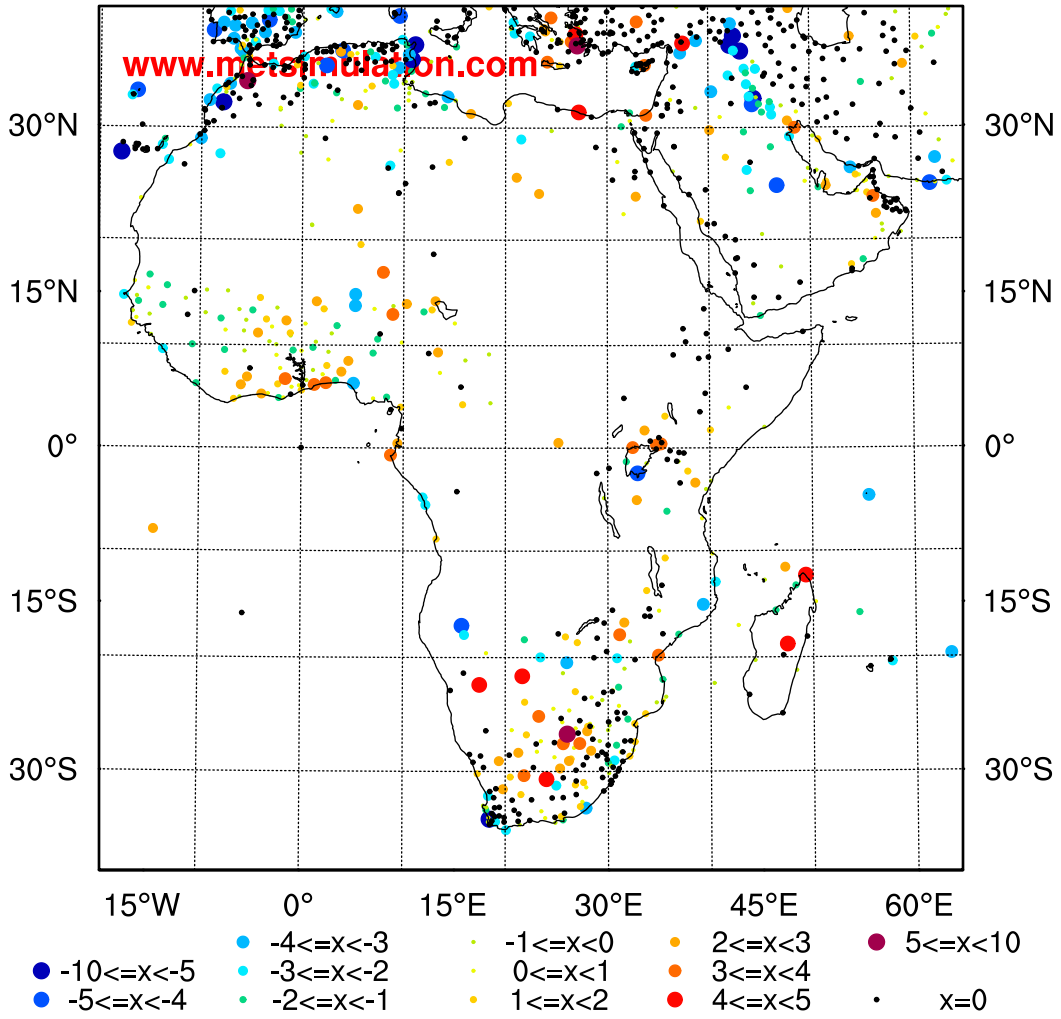 www.metsimulation.com
30°N 30°N
15°N 15°N
0° 0°
15°S 15°S
30°S 30°S
15°W 0° 15°E 30°E 45°E 60°E
-4<=x<-3 -1<=x<0 2<=x<3 5<=x<10
-10<=x<-5 -3<=x<-2 0<=x<1 3<=x<4
-5<=x<-4 -2<=x<-1 1<=x<2 4<=x<5 x=0